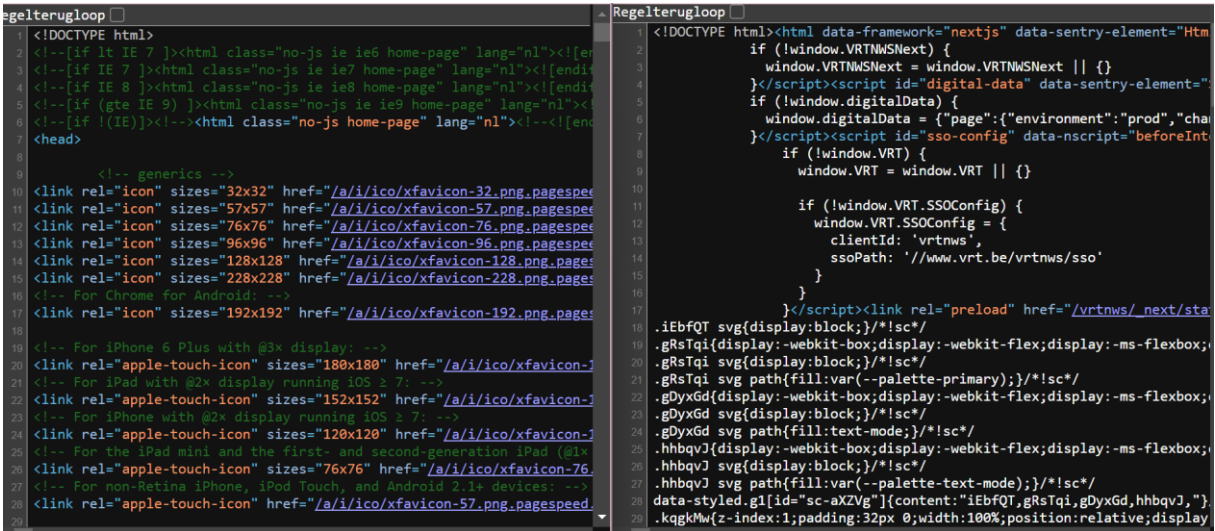 egelterugloop
1 <!DOCTYPE html>
2 <!--[if lt IE 7 ]><html class="no-js ie ie6 home-page" lang="nl"><![en
3 <!--[if IE 7 ]><html class="no-js ie ie7 home-page" lang="nl"><![endif
4 <!--[if IE 8 ]><html class="no-js ie ie8 home-page" lang="nl"><![endif
5 <!--[if (gte IE 9) ]><html class="no-js ie ie9 home-page" lang="nl"><!
6 <!--[if !(IE)]><!--><html class="no-js home-page" lang="nl"><!--<![end
7 <head>
8
9 <!-- generics -->
10 <link rel="icon" sizes="32x32" href="/a/i/ico/xfavicon-32.png.pagespee
11 <link rel="icon" sizes="57x57" href="/a/i/ico/xfavicon-57.png.pagespee
12 <link rel="icon" sizes="76x76" href="/a/i/ico/xfavicon-76.png.pagespee
13 <link rel="icon" sizes="96x96" href="/a/i/ico/xfavicon-96.png.pagespee
14 <link rel="icon" sizes="128x128" href="/a/i/ico/xfavicon-128.png.pages
15 <link rel="icon" sizes="228x228" href="/a/i/ico/xfavicon-228.png.pages
16 <!-- For Chrome for Android: -->
17 <link rel="icon" sizes="192x192" href="/a/i/ico/xfavicon-192.png.pages
18
19 <!-- For iPhone 6 Plus with @3× display: -->
20 <link rel="apple-touch-icon" sizes="180x180" href="/a/i/ico/xfavicon-1
21 <!-- For iPad with @2× display running iOS ≥ 7: -->
22 <link rel="apple-touch-icon" sizes="152x152" href="/a/i/ico/xfavicon-1
23 <!-- For iPhone with @2× display running iOS ≥ 7: -->
24 <link rel="apple-touch-icon" sizes="120x120" href="/a/i/ico/xfavicon-1
25 <!-- For the iPad mini and the first- and second-generation iPad (@1×
26 <link rel="apple-touch-icon" sizes="76x76" href="/a/i/ico/xfavicon-76.
27 <!-- For non-Retina iPhone, iPod Touch, and Android 2.1+ devices: -->
28 <link rel="apple-touch-icon" href="/a/i/ico/xfavicon-57.png.pagespeed.
29
Regelterugloop
1 <!DOCTYPE html><html data-framework="nextjs" data-sentry-element="Htm
2 if (!window.VRTNWSNext) {
3 window.VRTNWSNext = window.VRTNWSNext || {}
4 }</script><script id="digital-data" data-sentry-element="
5 if (!window.digitalData) {
6 window.digitalData = {"page":{"environment":"prod","cha
7 }</script><script id="sso-config" data-nscript="beforeInt
8 if (!window.VRT) {
9 window.VRT = window.VRT || {}
10
11 if (!window.VRT.SSOConfig) {
12 window.VRT.SSOConfig = {
13 clientId: 'vrtnws',
14 ssoPath: '//www.vrt.be/vrtnws/sso'
15 }
16 }
17 }</script><link rel="preload" href="/vrtnws/_next/sta
18 .iEbfQT svg{display:block;}/*!sc*/
19 .gRsTqi{display:-webkit-box;display:-webkit-flex;display:-ms-flexbox;
20 .gRsTqi svg{display:block;}/*!sc*/
21 .gRsTqi svg path{fill:var(--palette-primary);}/*!sc*/
22 .gDyxGd{display:-webkit-box;display:-webkit-flex;display:-ms-flexbox;
23 .gDyxGd svg{display:block;}/*!sc*/
24 .gDyxGd svg path{fill:text-mode;}/*!sc*/
25 .hhbqvJ{display:-webkit-box;display:-webkit-flex;display:-ms-flexbox;
26 .hhbqvJ svg{display:block;}/*!sc*/
27 .hhbqvJ svg path{fill:var(--palette-text-mode);}/*!sc*/
28 data-styled.g1[id="sc-aXZVg"]{content:"iEbfQT,gRsTqi,gDyxGd,hhbqvJ,"}
29 .kqgkMw{z-index:1;padding:32px 0;width:100%;position:relative;display